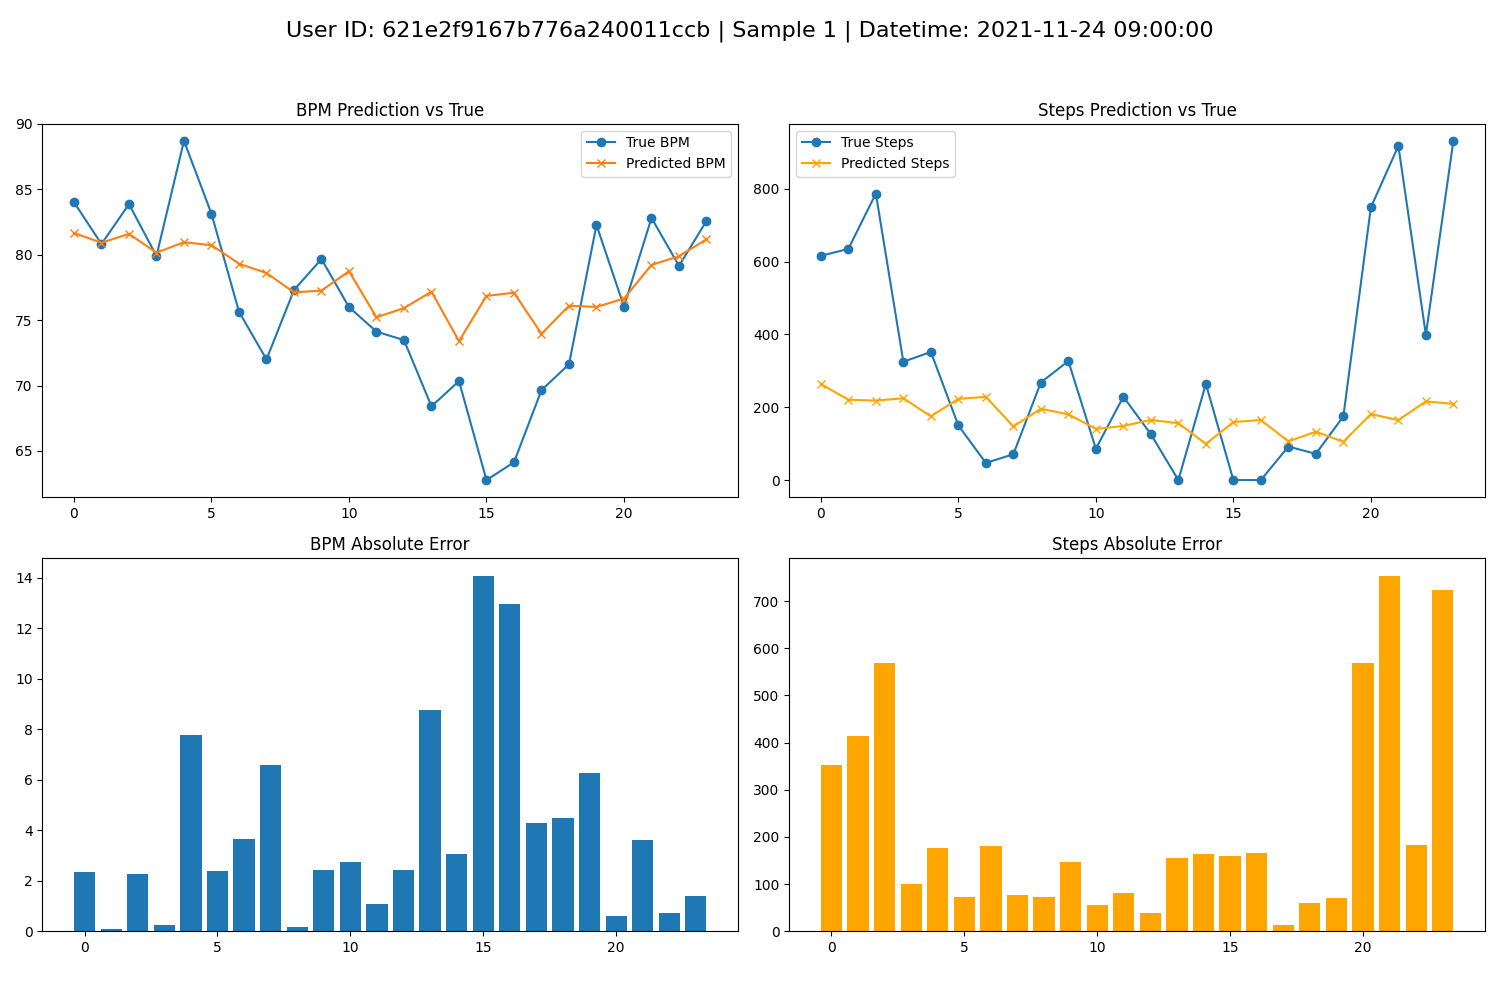 User ID: 621e2f9167b776a240011ccb | Sample 1 | Datetime: 2021-11-24 09:00:00
BPM Prediction vs True
90
85
80
75
70
65
0 5 10 15 20
True BPM
Predicted BPM
Steps Prediction vs True
800
600
400
200
0
0 5 10 15 20
True Steps
Predicted Steps
BPM Absolute Error
14
12
10
8
6
4
2
0
0 5 10 15 20
Steps Absolute Error
700
600
500
400
300
200
100
0
0 5 10 15 20